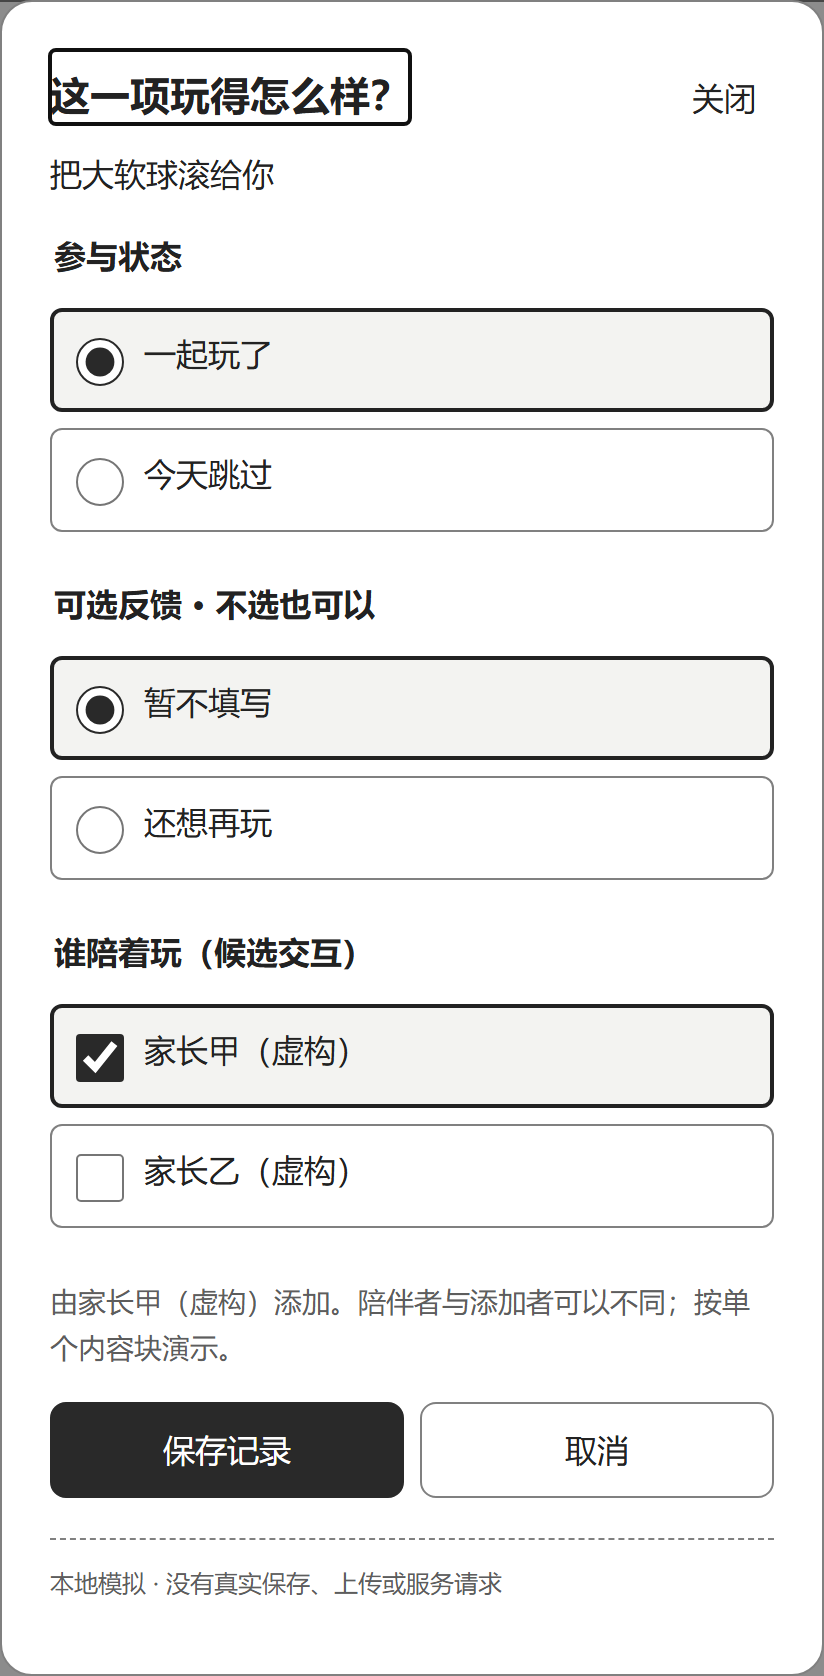 这一项玩得怎么样？
关闭
把大软球滚给你
参与状态
一起玩了
今天跳过
可选反馈·不选也可以
暂不填写
还想再玩
谁陪着玩（候选交互）
家长甲（虚构）
家长乙（虚构）
由家长甲（虚构）添加。陪伴者与添加者可以不同；按单
个内容块演示。
保存记录
取消
本地模拟·没有真实保存、上传或服务请求